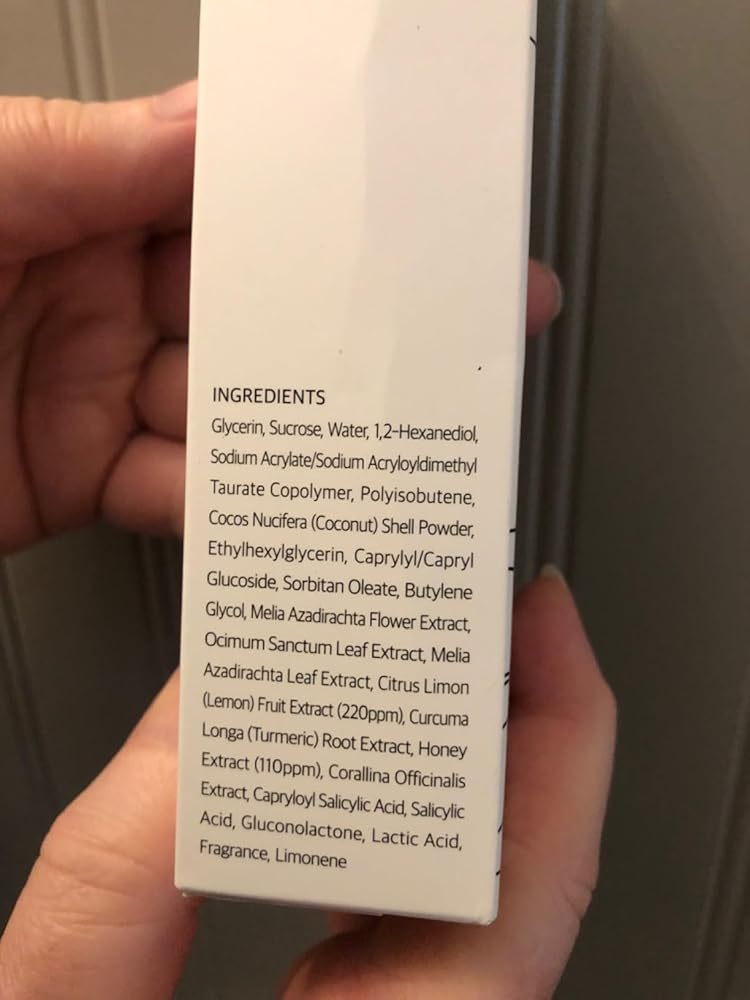 INGREDIENTS
Glycerin, Sucrose, Water, 1,2-Hexanediol,
Sodium Acrylate/Sodium Acryloyldimethyl
Taurate Copolymer, Polyisobutene,
Cocos Nucifera (Coconut) Shell Powder,
Ethylhexylglycerin, Caprylyl/Capryl
Glucoside, Sorbitan Oleate, Butylene
Glycol, Melia Azadirachta Flower Extract,
Ocimum Sanctum Leaf Extract, Melia
Azadirachta Leaf Extract, Citrus Limon
(Lemon) Fruit Extract (220ppm), Curcuma
Longa (Turmeric) Root Extract, Honey
Extract (110ppm), Corallina Officinalis
Extract, Capryloyl Salicylic Acid, Salicylic
Acid, Gluconolactone, Lactic Acid,
Fragrance, Limonene